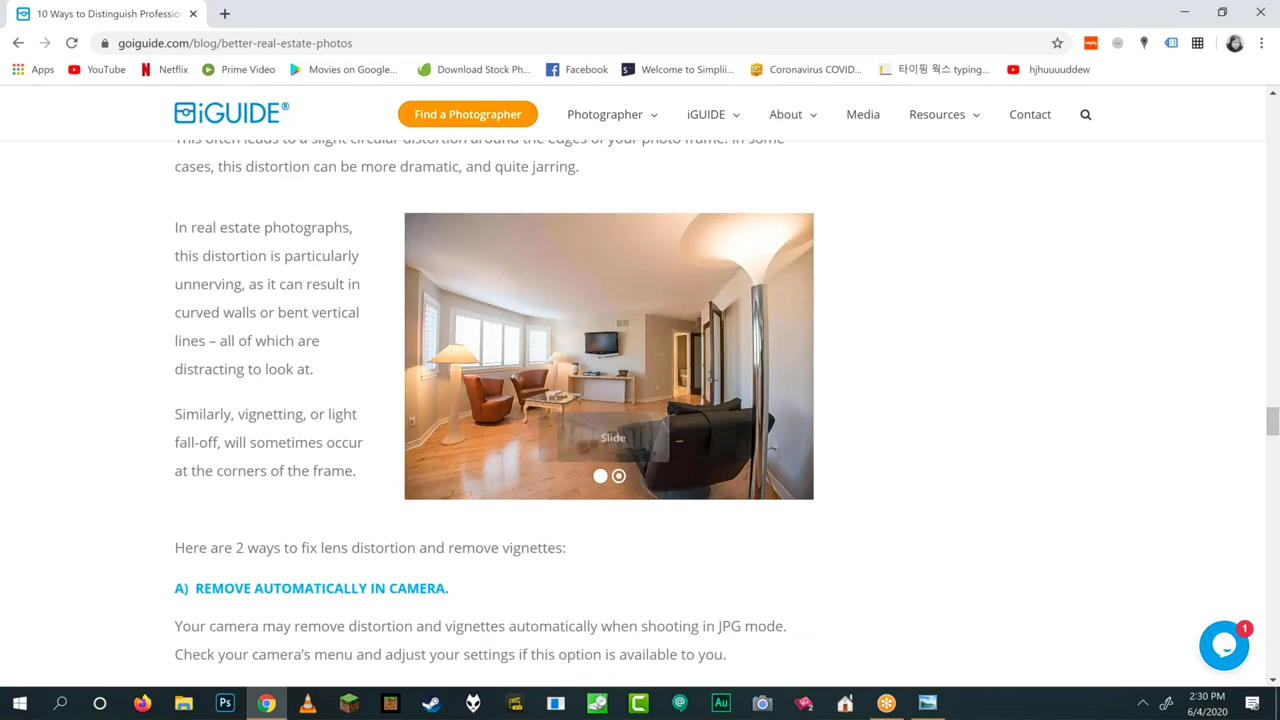 10 Ways to Distinguish Professio
goiguide.com/blog/better-real-estate-photos
Apps
YouTube
Netflix
Prime Video
Movies on Google...
Download Stock Ph...
Facebook
Welcome to Simplii...
Coronavirus COVID...
타이핑 웍스 typing...
hjhuuuuddew
iGUIDE®
Find a Photographer
Photographer
iGUIDE
About
Media
Resources
Contact
This often leads to a slight circular distortion around the edges of your photo frame. In some
cases, this distortion can be more dramatic, and quite jarring.
In real estate photographs,
this distortion is particularly
unnerving, as it can result in
curved walls or bent vertical
lines – all of which are
distracting to look at.
Similarly, vignetting, or light
fall-off, will sometimes occur
at the corners of the frame.
Slide
Here are 2 ways to fix lens distortion and remove vignettes:
A) REMOVE AUTOMATICALLY IN CAMERA.
Your camera may remove distortion and vignettes automatically when shooting in JPG mode.
Check your camera's menu and adjust your settings if this option is available to you.
1
Ps
Au
2:30 PM
6/4/2020